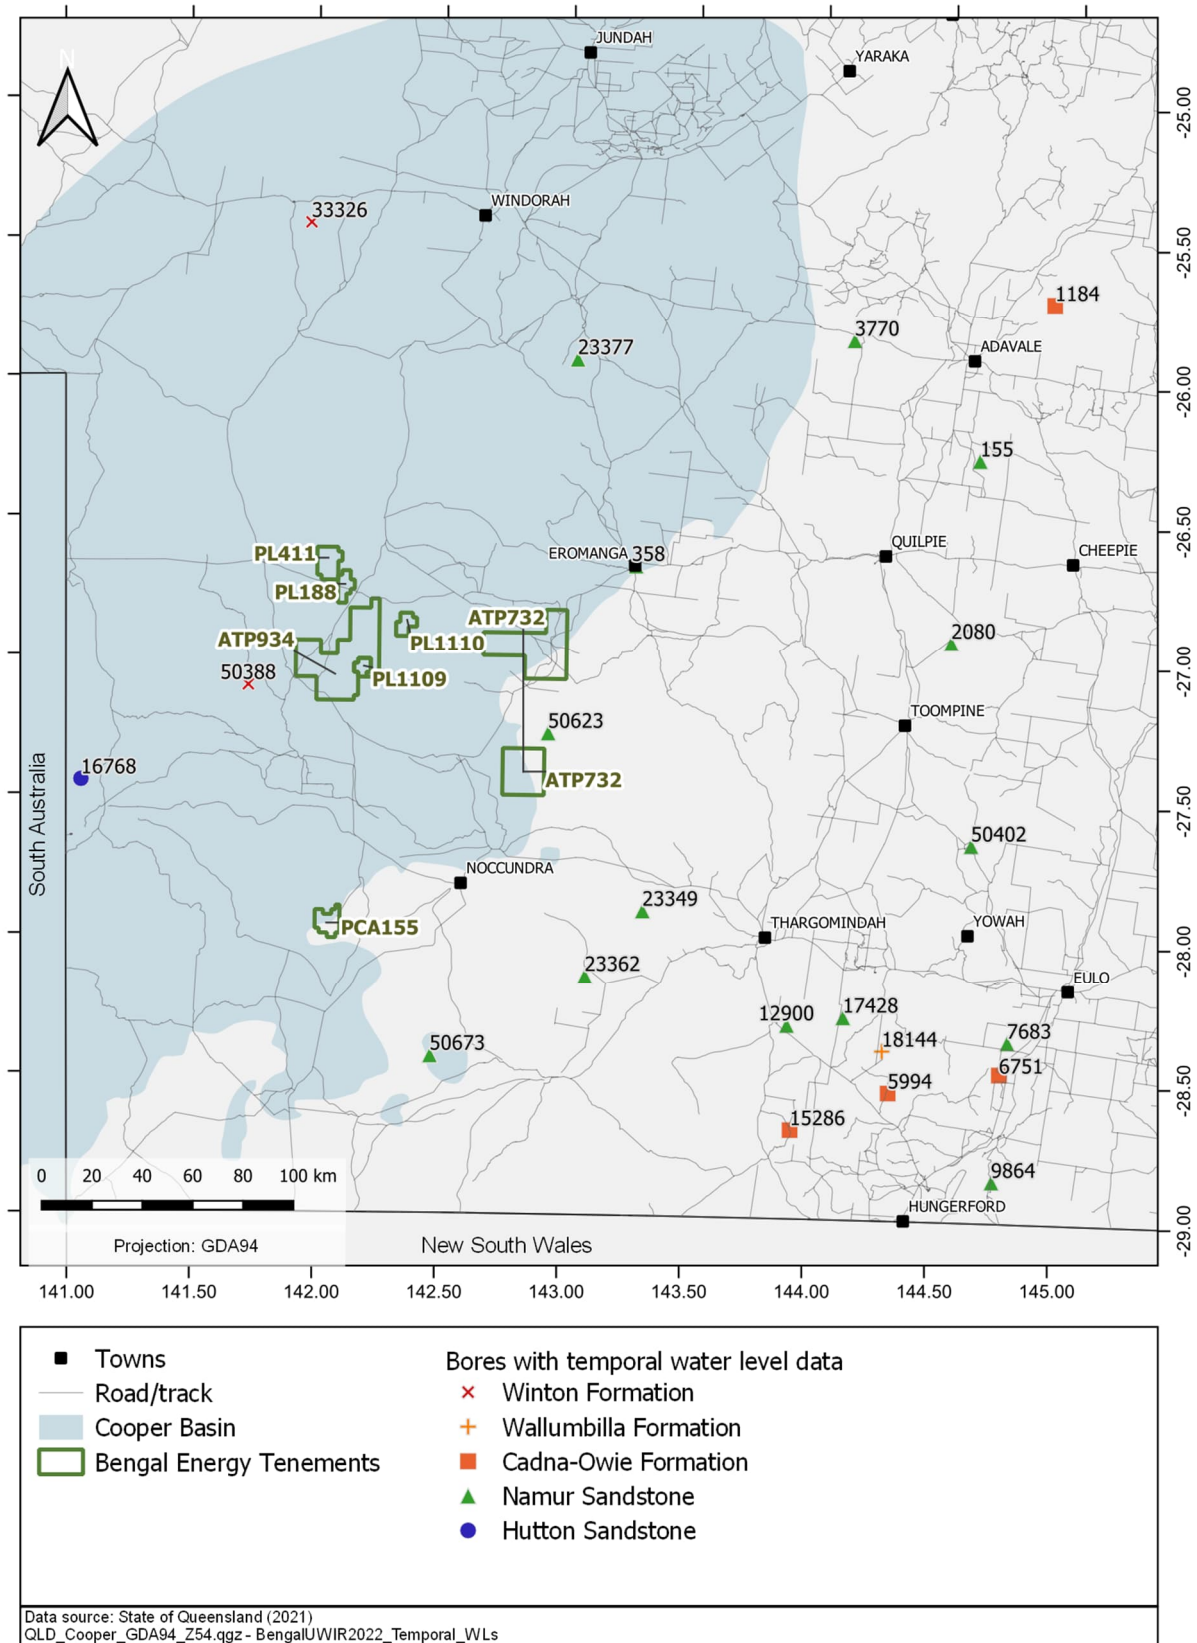 N
JUNDAH
YARAKA
-25.00
33326
WINDORAH
-25.50
1184
3770
23377
ADAVALE
-26.00
155
-26.50
PL411
EROMANGA 358
QUILPIE
CHEEPIE
PL188
ATP732
ATP934
PL1110
2080
50388
PL1109
-27.00
50623
TOOMPINE
16768
ATP732
-27.50
50402
South Australia
NOCCUNDRA
23349
THARGOMINDAH
YOWAH
PCA155
-28.00
23362
EULO
12900
17428
50673
18144
7683
6751
5994
-28.50
15286
0 20 40 60 80 100 km
9864
HUNGERFORD
-29.00
Projection: GDA94
New South Wales
141.00 141.50 142.00 142.50 143.00 143.50 144.00 144.50 145.00
Towns
Road/track
Cooper Basin
Bengal Energy Tenements
Bores with temporal water level data
Winton Formation
Wallumbilla Formation
Cadna-Owie Formation
Namur Sandstone
Hutton Sandstone
Data source: State of Queensland (2021)
QLD_Cooper_GDA94_Z54.qgz - BengalUWIR2022_Temporal_WLs